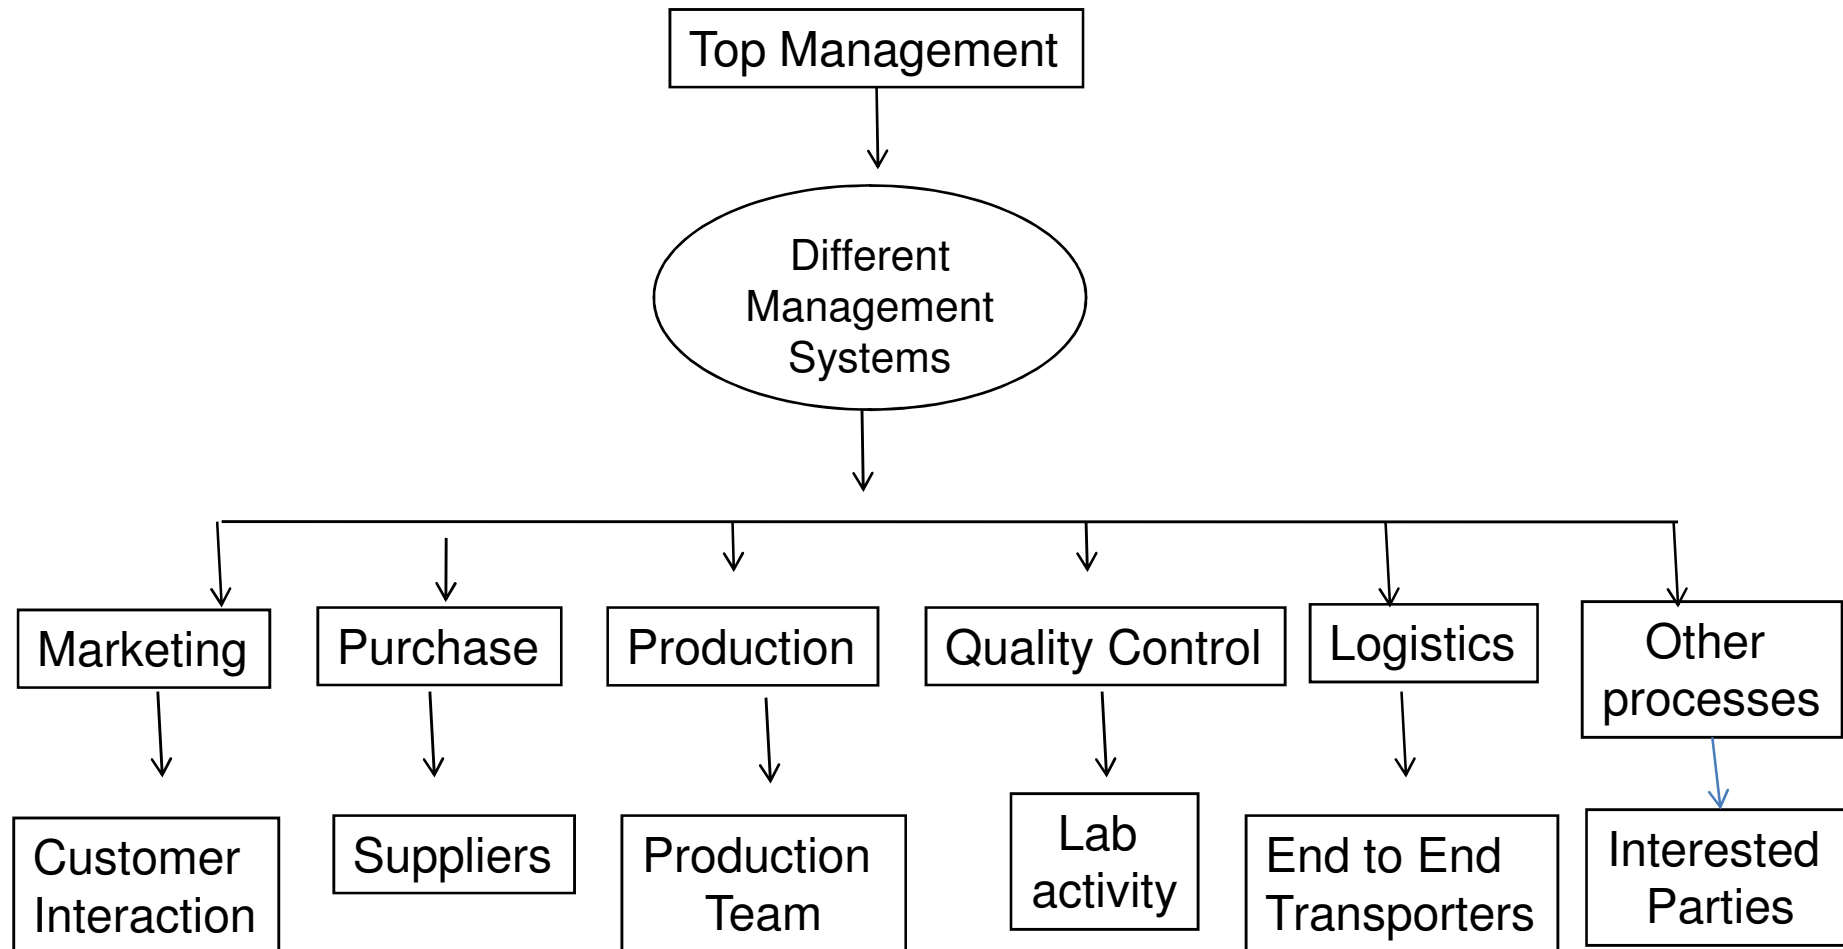 Top Management
Different
Management
Systems
Marketing
Purchase
Production
Quality Control
Logistics
Other
processes
Customer
Interaction
Suppliers
Production
Team
Lab
activity
End to End
Transporters
Interested
Parties